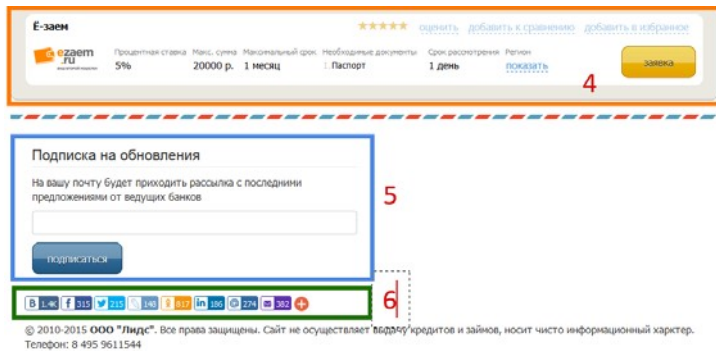 Ё-заем
оценить добавить к сравнению добавить в избранное
ezaem
.ru
Процентная ставка Макс. сумма Максимальный срок Необходимые документы Срок рассмотрения Регион
5% 20000 р. 1 месяц 1. Паспорт 1 день показать
заявка
4
Подписка на обновления
На вашу почту будет приходить рассылка с последними
предложениями от ведущих банков
5
подписаться
В 1.4K f 315 215 148 817 in 186 @ 274 382
6
© 2010-2015 ООО "Лидс". Все права защищены. Сайт не осуществляет выдачу кредитов и займов, носит чисто информационный харктер.
Телефон: 8 495 9611544